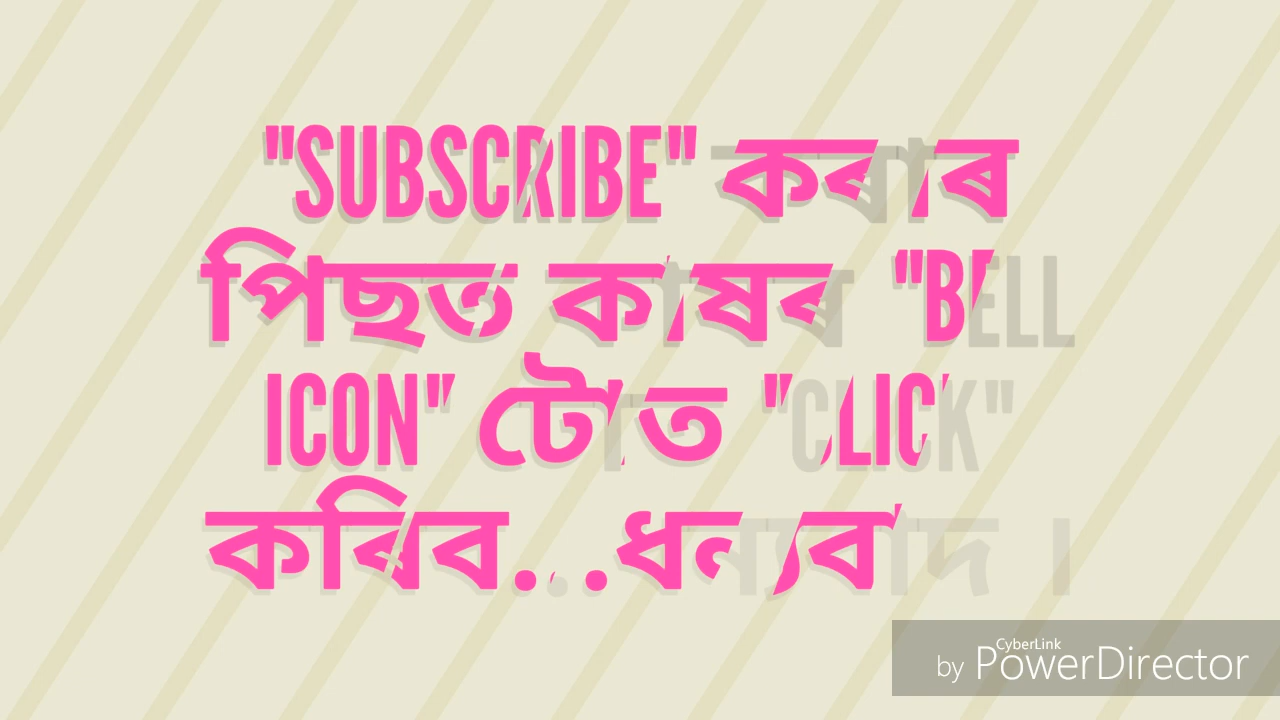 "SUBSCRIBE" কৰাৰ
পিছত কাষৰ "BELL
ICON" টোত "CLICK"
কৰিব...ধন্যবাদ ।
by CyberLink PowerDirector